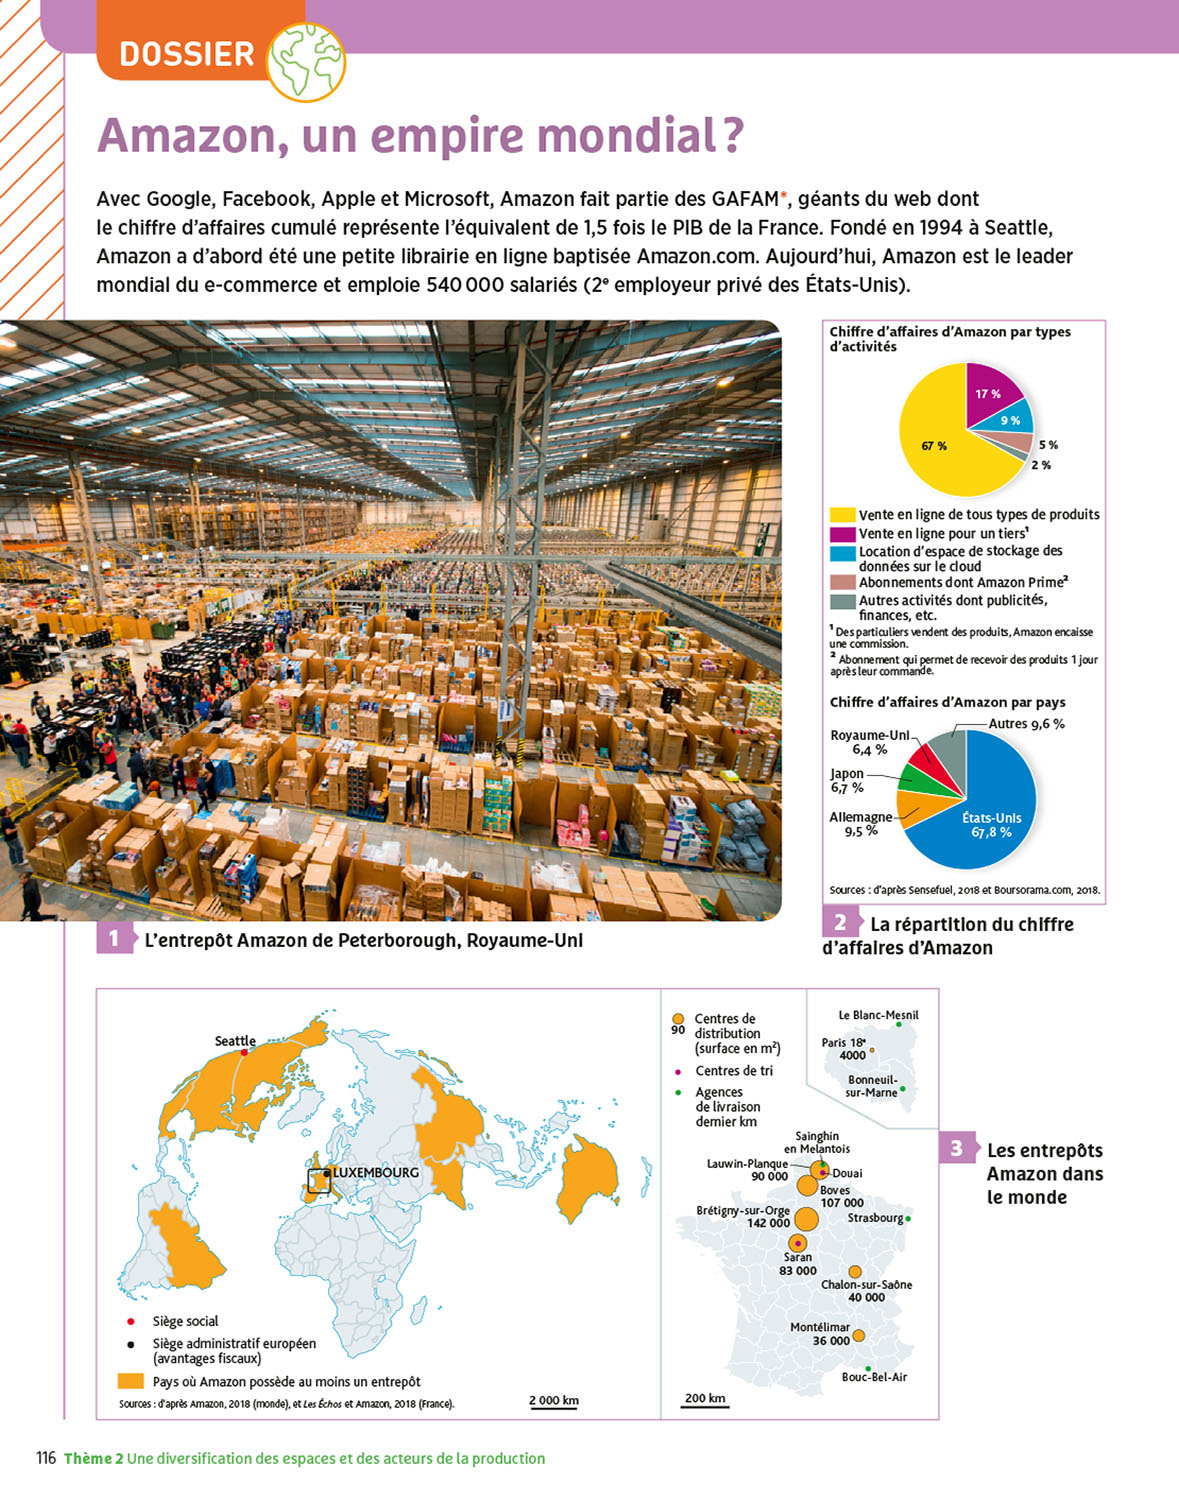 DOSSIER
Amazon, un empire mondial ?
Avec Google, Facebook, Apple et Microsoft, Amazon fait partie des GAFAM*, géants du web dont
le chiffre d'affaires cumulé représente l'équivalent de 1,5 fois le PIB de la France. Fondé en 1994 à Seattle,
Amazon a d'abord été une petite librairie en ligne baptisée Amazon.com. Aujourd'hui, Amazon est le leader
mondial du e-commerce et emploie 540 000 salariés (2e employeur privé des États-Unis).
1 L'entrepôt Amazon de Peterborough, Royaume-Uni
Chiffre d'affaires d'Amazon par types
d'activités
17 %
9 %
5 %
2 %
67 %
Vente en ligne de tous types de produits
Vente en ligne pour un tiers¹
Location d'espace de stockage des
données sur le cloud
Abonnements dont Amazon Prime²
Autres activités dont publicités,
finances, etc.
¹ Des particuliers vendent des produits, Amazon encaisse
une commission.
² Abonnement qui permet de recevoir des produits 1 jour
après leur commande.
Chiffre d'affaires d'Amazon par pays
Autres 9,6 %
Royaume-Uni
6,4 %
Japon
6,7 %
Allemagne
9,5 %
États-Unis
67,8 %
Sources : d'après Sensefuel, 2018 et Boursorama.com, 2018.
2 La répartition du chiffre
d'affaires d'Amazon
Seattle
LUXEMBOURG
Siège social
Siège administratif européen
(avantages fiscaux)
Pays où Amazon possède au moins un entrepôt
Sources : d'après Amazon, 2018 (monde), et Les Échos et Amazon, 2018 (France).
2 000 km
90
Centres de
distribution
(surface en m²)
Centres de tri
Agences
de livraison
dernier km
Le Blanc-Mesnil
Paris 18e
4000
Bonneuil-
sur-Marne
Sainghin
en Melantois
Lauwin-Planque
90 000
Douai
Boves
107 000
Brétigny-sur-Orge
142 000
Strasbourg
Saran
83 000
Chalon-sur-Saône
40 000
Montélimar
36 000
Bouc-Bel-Air
200 km
3 Les entrepôts
Amazon dans
le monde
116 Thème 2 Une diversification des espaces et des acteurs de la production